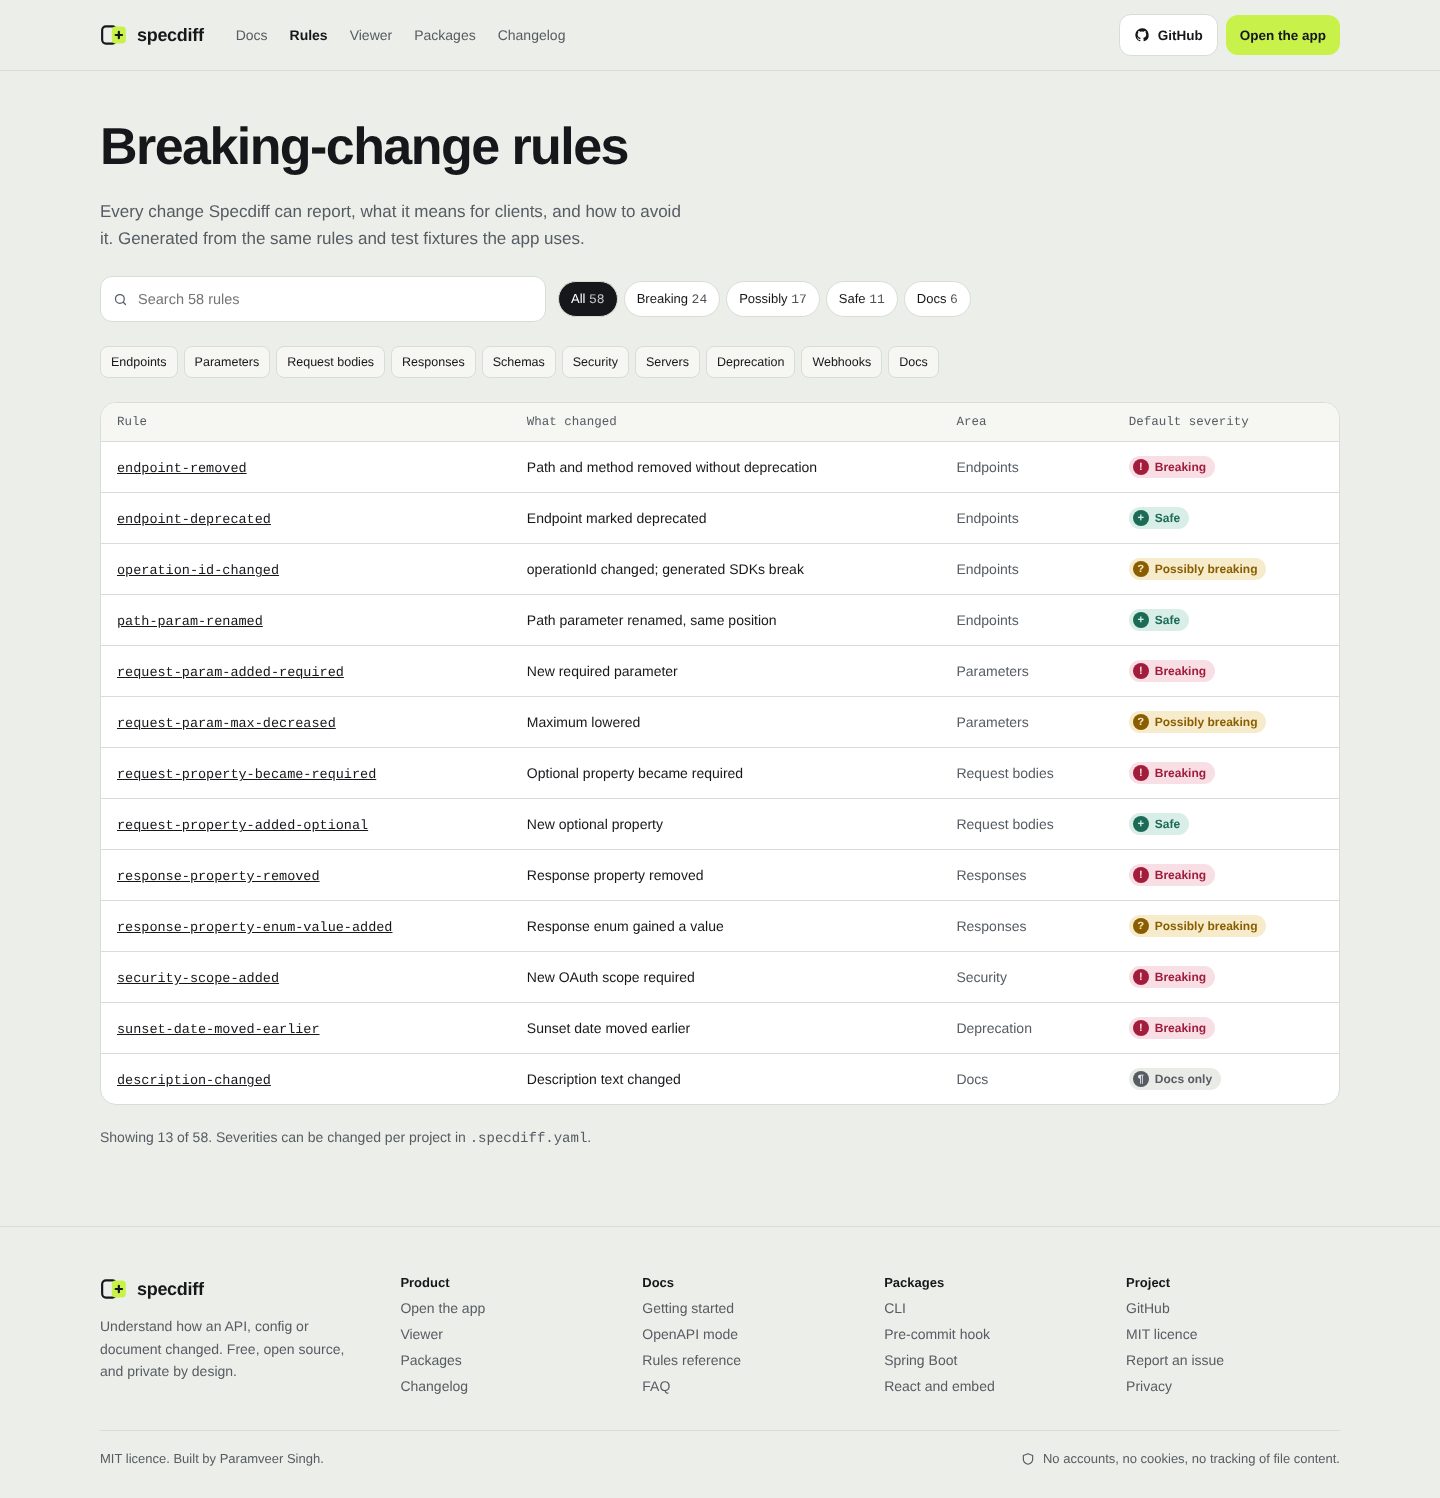 specdiff Docs Rules Viewer Packages Changelog GitHub Open the app
Breaking-change rules
Every change Specdiff can report, what it means for clients, and how to avoid
it. Generated from the same rules and test fixtures the app uses.
Search 58 rules All 58 Breaking 24 Possibly 17 Safe 11 Docs 6
Endpoints Parameters Request bodies Responses Schemas Security Servers Deprecation Webhooks Docs
Rule What changed Area Default severity
endpoint-removed Path and method removed without deprecation Endpoints ! Breaking
endpoint-deprecated Endpoint marked deprecated Endpoints + Safe
operation-id-changed operationId changed; generated SDKs break Endpoints ? Possibly breaking
path-param-renamed Path parameter renamed, same position Endpoints + Safe
request-param-added-required New required parameter Parameters ! Breaking
request-param-max-decreased Maximum lowered Parameters ? Possibly breaking
request-property-became-required Optional property became required Request bodies ! Breaking
request-property-added-optional New optional property Request bodies + Safe
response-property-removed Response property removed Responses ! Breaking
response-property-enum-value-added Response enum gained a value Responses ? Possibly breaking
security-scope-added New OAuth scope required Security ! Breaking
sunset-date-moved-earlier Sunset date moved earlier Deprecation ! Breaking
description-changed Description text changed Docs ¶ Docs only
Showing 13 of 58. Severities can be changed per project in .specdiff.yaml.
specdiff
Understand how an API, config or
document changed. Free, open source,
and private by design.
Product
Open the app
Viewer
Packages
Changelog
Docs
Getting started
OpenAPI mode
Rules reference
FAQ
Packages
CLI
Pre-commit hook
Spring Boot
React and embed
Project
GitHub
MIT licence
Report an issue
Privacy
MIT licence. Built by Paramveer Singh. No accounts, no cookies, no tracking of file content.